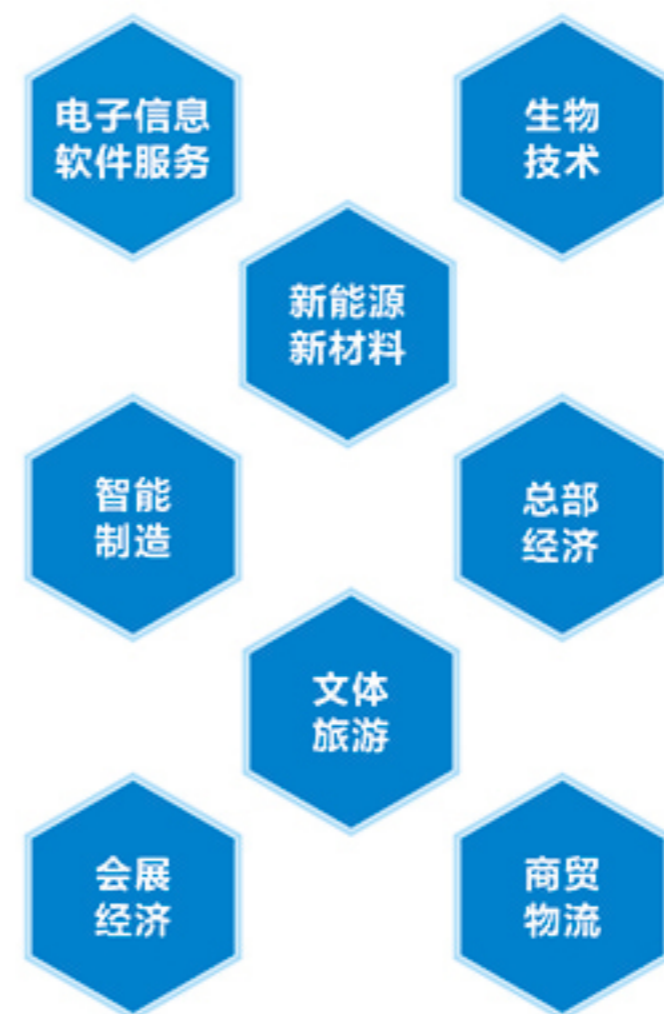 电子信息
软件服务
生物
技术
新能源
新材料
智能
制造
总部
经济
文体
旅游
会展
经济
商贸
物流